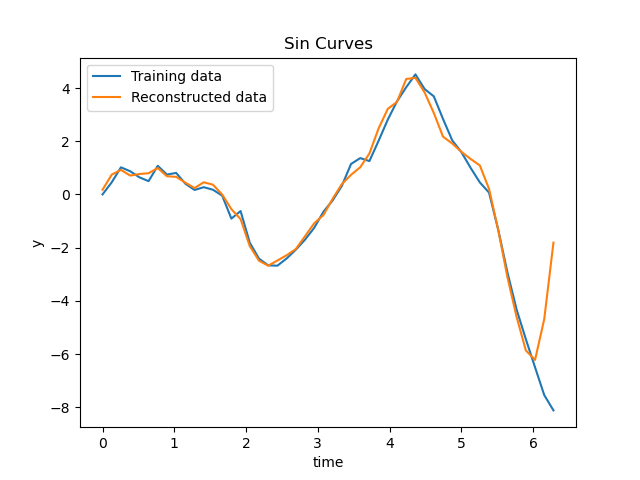 Sin Curves
Training data
Reconstructed data
4
2
0
−2
−4
−6
−8
y
0
1
2
3
4
5
6
time